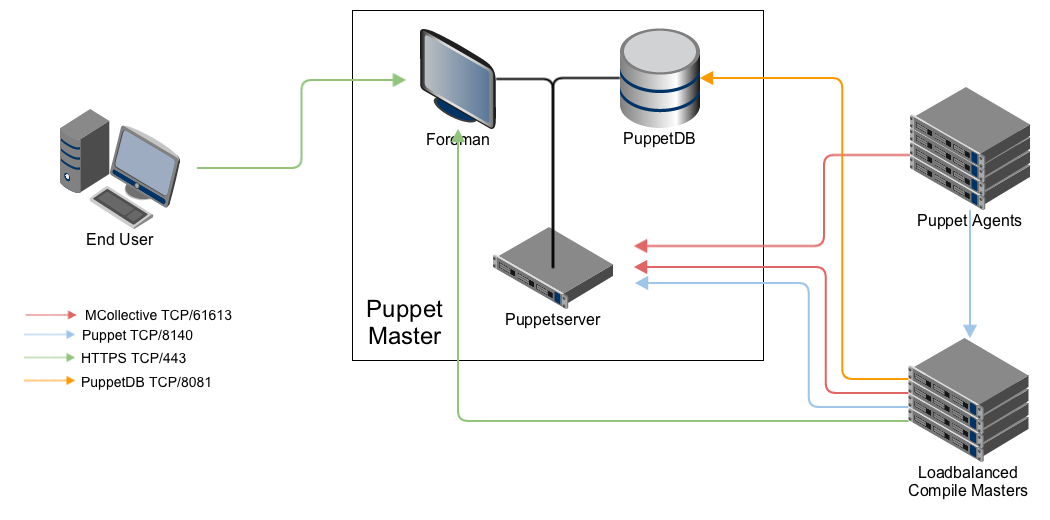 Foreman
PuppetDB
End User
Puppet Agents
Puppetserver
Puppet
Master
MCollective TCP/61613
Puppet TCP/8140
HTTPS TCP/443
PuppetDB TCP/8081
Loadbalanced
Compile Masters